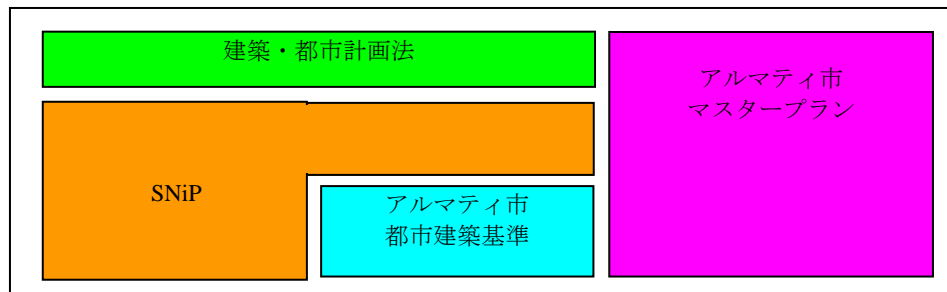 建築・都市計画法
アルマティ市
マスタープラン
SNiP
アルマティ市
都市建築基準